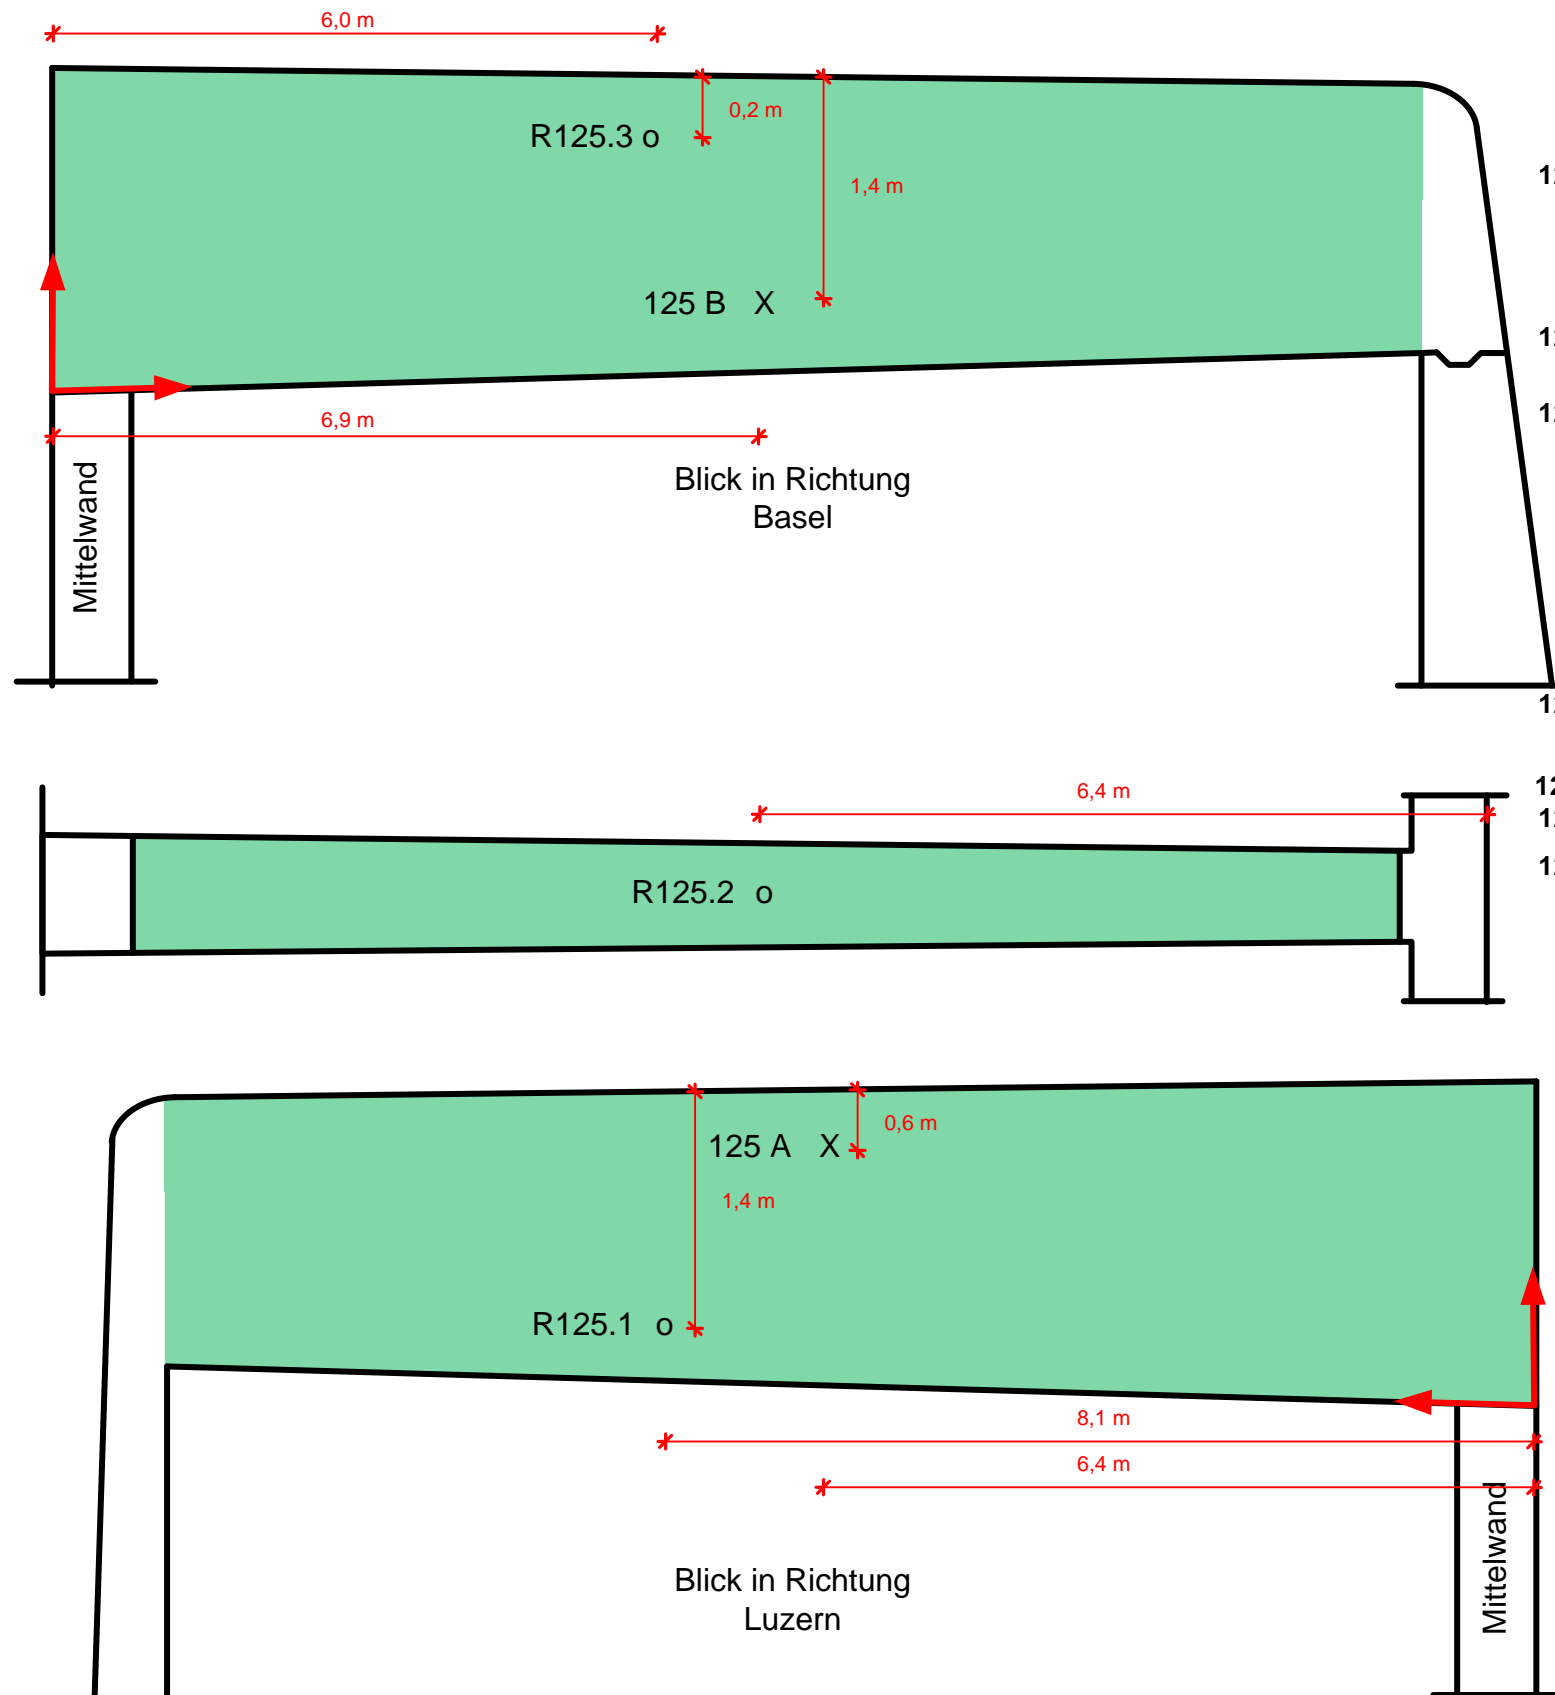 6,0 m
0,2 m
R125.3 o
1,4 m
125 B X
6,9 m
Mittelwand
Blick in Richtung
Basel
6,4 m
R125.2 o
125 A X
0,6 m
1,4 m
R125.1 o
8,1 m
6,4 m
Mittelwand
Blick in Richtung
Luzern